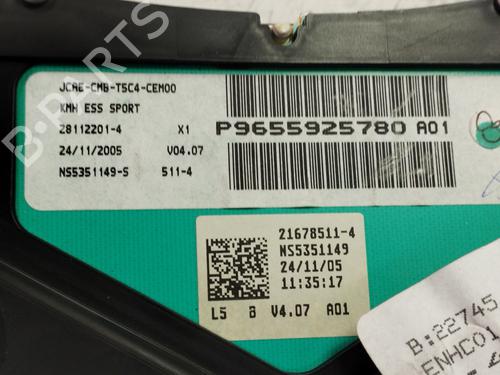 JCAE-CMB-T5C4-CEM00
KMH ESS SPORT
28112201-4 X1
24/11/2005 V04.07
NS5351149-S 511-4
P9655925780 A01
21678511-4
NS5351149
24/11/05
11:35:17
L5 a V4.07 A01
B:22745
ENHC01
B-PARTS